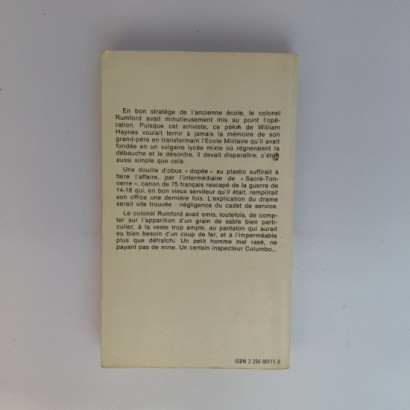 En bon stratège de l'ancienne école, le colonel
Rumford avait minutieusement mis au point l'opé-
ration. Puisque cet arriviste, ce pékin de William
Haynes voulait ternir à jamais la mémoire de son
grand-père en transformant l'Ecole Militaire qu'il avait
fondée en un vulgaire lycée mixte où régneraient la
débauche et le désordre, il devait disparaître, c'était
aussi simple que cela.
Une douille d'obus « dopée » au plastic suffirait à
faire l'affaire, par l'intermédiaire de « Sacré-Ton-
nerre », canon de 75 français rescapé de la guerre de
14-18 qui, en bon vieux serviteur qu'il était, remplirait
son office une dernière fois. L'explication du drame
serait vite trouvée : négligence du cadet de service.
Le colonel Rumford avait omis, toutefois, de comp-
ter sur l'apparition d'un grain de sable bien parti-
culier, à la veste trop ample, au pantalon qui aurait
eu bien besoin d'un coup de fer, et à l'imperméable
plus que défraîchi. Un petit homme mal rasé, ne
payant pas de mine. Un certain inspecteur Columbo...
ISBN 2 258 00111-0